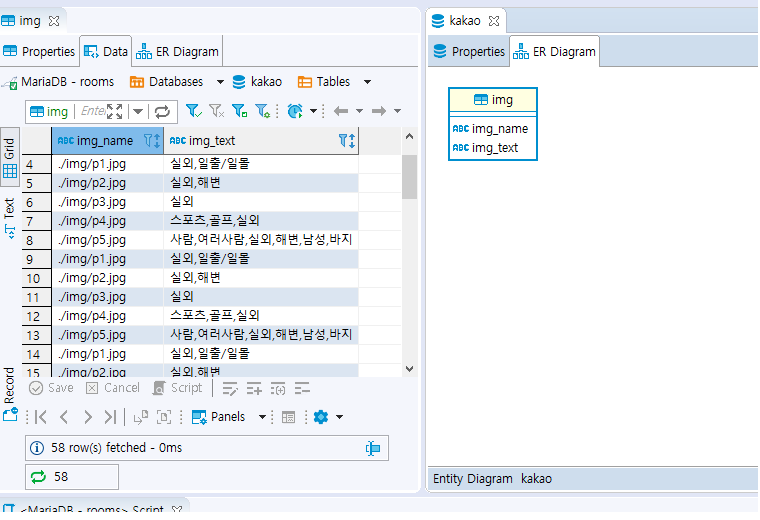 img
Properties Data ER Diagram
MariaDB - rooms Databases kakao Tables
img Enter
Grid
Text
Record
ABC img_name ABC img_text
4 ./img/p1.jpg 실외,일출/일몰
5 ./img/p2.jpg 실외,해변
6 ./img/p3.jpg 실외
7 ./img/p4.jpg 스포츠,골프,실외
8 ./img/p5.jpg 사람,여러사람,실외,해변,남성,바지
9 ./img/p1.jpg 실외,일출/일몰
10 ./img/p2.jpg 실외,해변
11 ./img/p3.jpg 실외
12 ./img/p4.jpg 스포츠,골프,실외
13 ./img/p5.jpg 사람,여러사람,실외,해변,남성,바지
14 ./img/p1.jpg 실외,일출/일몰
15 ./img/p2.jpg 실외,해변
Save Cancel Script
Panels
58 row(s) fetched - 0ms
58
<MariaDB - rooms> Script
kakao
Properties ER Diagram
img
ABC img_name
ABC img_text
Entity Diagram kakao